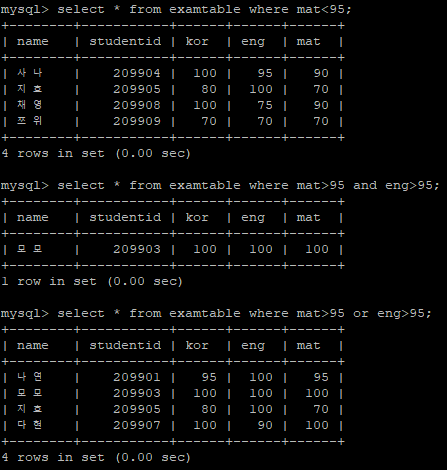 mysql> select * from examtable where mat<95;
+--------+-----------+------+------+------+
| name   | studentid | kor  | eng  | mat  |
+--------+-----------+------+------+------+
| 사 나    |    209904 |  100 |   95 |   90 |
| 지 효    |    209905 |   80 |  100 |   70 |
| 채 영    |    209908 |  100 |   75 |   90 |
| 쯔 위    |    209909 |   70 |   70 |   70 |
+--------+-----------+------+------+------+
4 rows in set (0.00 sec)
mysql> select * from examtable where mat>95 and eng>95;
+--------+-----------+------+------+------+
| name   | studentid | kor  | eng  | mat  |
+--------+-----------+------+------+------+
| 모 모    |    209903 |  100 |  100 |  100 |
+--------+-----------+------+------+------+
1 row in set (0.00 sec)
mysql> select * from examtable where mat>95 or eng>95;
+--------+-----------+------+------+------+
| name   | studentid | kor  | eng  | mat  |
+--------+-----------+------+------+------+
| 나 연    |    209901 |   95 |  100 |   95 |
| 모 모    |    209903 |  100 |  100 |  100 |
| 지 효    |    209905 |   80 |  100 |   70 |
| 다 현    |    209907 |  100 |   90 |  100 |
+--------+-----------+------+------+------+
4 rows in set (0.00 sec)